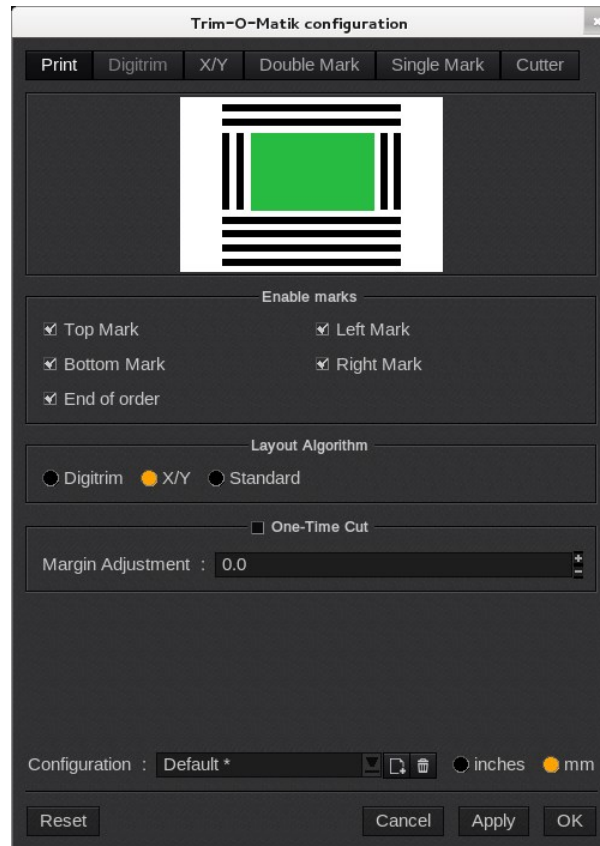 Trim-O-Matik configuration
Print Digitrim X/Y Double Mark Single Mark Cutter
Enable marks
Top Mark Left Mark
Bottom Mark Right Mark
End of order
Layout Algorithm
Digitrim X/Y Standard
One-Time Cut
Margin Adjustment : 0.0
Configuration : Default * inches mm
Reset Cancel Apply OK